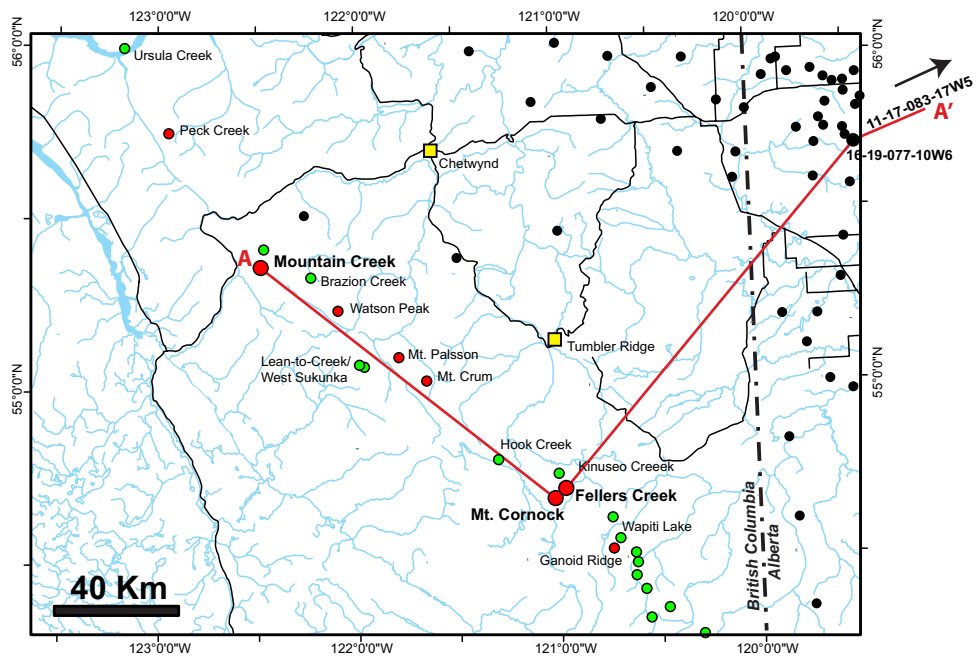 123°0'0"W
122°0'0"W
121°0'0"W
120°0'0"W
56°0'0"N
56°0'0"N
Ursula Creek
11-17-083-17W5
A'
Peck Creek
16-19-077-10W6
Chetwynd
A
Mountain Creek
Brazion Creek
Watson Peak
Tumbler Ridge
Mt. Palsson
Lean-to-Creek/
West Sukunka
Mt. Crum
55°0'0"N
55°0'0"N
Hook Creek
Kinuseo Creeek
Fellers Creek
Mt. Cornock
Wapiti Lake
Ganoid Ridge
British Columbia
Alberta
40 Km
123°0'0"W
122°0'0"W
121°0'0"W
120°0'0"W